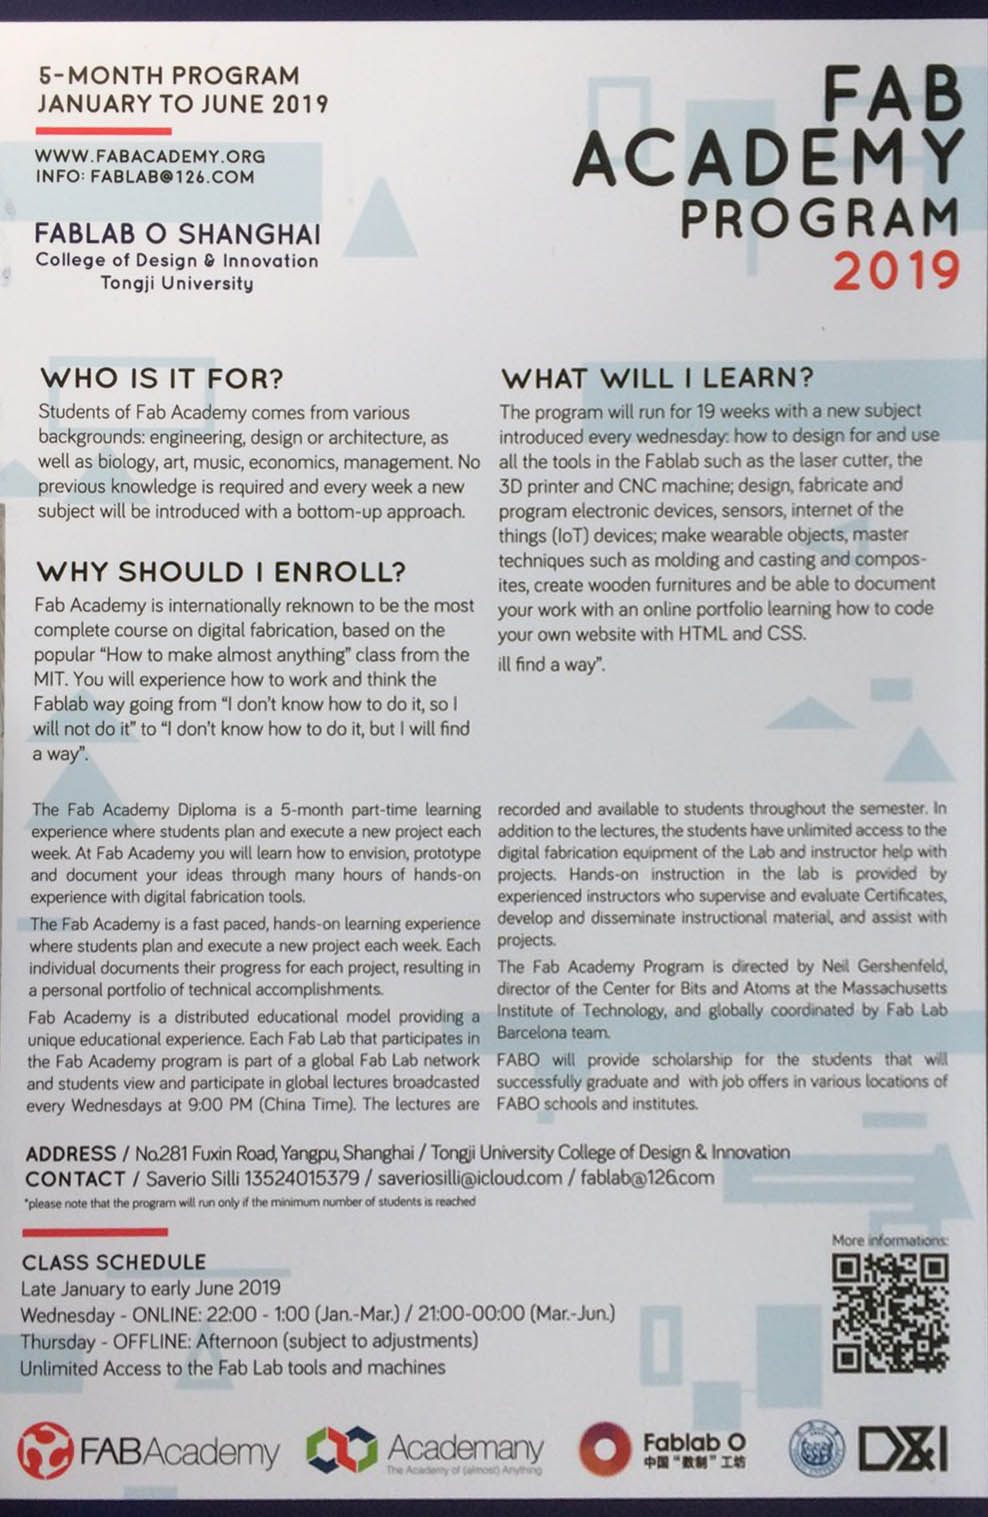 5-MONTH PROGRAM
JANUARY TO JUNE 2019
WWW.FABACADEMY.ORG
INFO: FABLAB@126.COM
FABLAB O SHANGHAI
College of Design & Innovation
Tongji University
FAB
ACADEMY
PROGRAM
2019
WHO IS IT FOR?
Students of Fab Academy comes from various
backgrounds: engineering, design or architecture, as
well as biology, art, music, economics, management. No
previous knowledge is required and every week a new
subject will be introduced with a bottom-up approach.
WHY SHOULD I ENROLL?
Fab Academy is internationally reknown to be the most
complete course on digital fabrication, based on the
popular “How to make almost anything” class from the
MIT. You will experience how to work and think the
Fablab way going from “I don’t know how to do it, so I
will not do it” to “I don’t know how to do it, but I will find
a way”.
WHAT WILL I LEARN?
The program will run for 19 weeks with a new subject
introduced every wednesday: how to design for and use
all the tools in the Fablab such as the laser cutter, the
3D printer and CNC machine; design, fabricate and
program electronic devices, sensors, internet of the
things (IoT) devices; make wearable objects, master
techniques such as molding and casting and compos-
ites, create wooden furnitures and be able to document
your work with an online portfolio learning how to code
your own website with HTML and CSS.
ill find a way”.
The Fab Academy Diploma is a 5-month part-time learning
experience where students plan and execute a new project each
week. At Fab Academy you will learn how to envision, prototype
and document your ideas through many hours of hands-on
experience with digital fabrication tools.
The Fab Academy is a fast paced, hands-on learning experience
where students plan and execute a new project each week. Each
individual documents their progress for each project, resulting in
a personal portfolio of technical accomplishments.
Fab Academy is a distributed educational model providing a
unique educational experience. Each Fab Lab that participates in
the Fab Academy program is part of a global Fab Lab network
and students view and participate in global lectures broadcasted
every Wednesdays at 9:00 PM (China Time). The lectures are
recorded and available to students throughout the semester. In
addition to the lectures, the students have unlimited access to the
digital fabrication equipment of the Lab and instructor help with
projects. Hands-on instruction in the lab is provided by
experienced instructors who supervise and evaluate Certificates,
develop and disseminate instructional material, and assist with
projects.
The Fab Academy Program is directed by Neil Gershenfeld,
director of the Center for Bits and Atoms at the Massachusetts
Institute of Technology, and globally coordinated by Fab Lab
Barcelona team.
FABO will provide scholarship for the students that will
successfully graduate and with job offers in various locations of
FABO schools and institutes.
ADDRESS / No.281 Fuxin Road, Yangpu, Shanghai / Tongji University College of Design & Innovation
CONTACT / Saverio Silli 13524015379 / saveriosilli@icloud.com / fablab@126.com
*please note that the program will run only if the minimum number of students is reached
CLASS SCHEDULE
Late January to early June 2019
Wednesday - ONLINE: 22:00 - 1:00 (Jan.-Mar.) / 21:00-00:00 (Mar.-Jun.)
Thursday - OFFLINE: Afternoon (subject to adjustments)
Unlimited Access to the Fab Lab tools and machines
More informations:
FABAcademy
Academany
The Academy of (almost) Anything
Fablab O
中国“数制”工坊
D&I